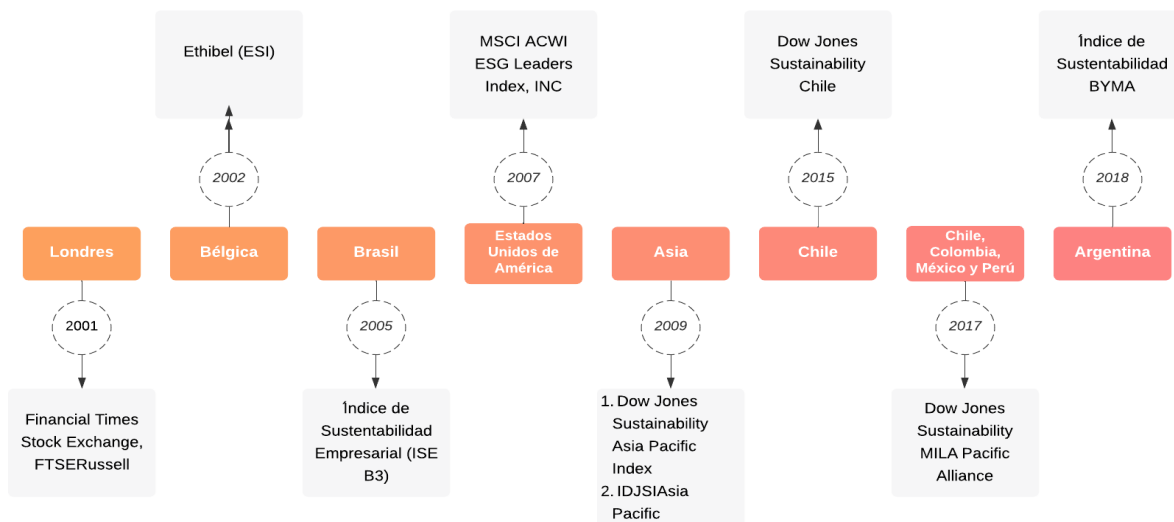 Ethibel (ESI)
MSCI ACWI
ESG Leaders
Index, INC
Dow Jones
Sustainability
Chile
Índice de
Sustentabilidad
BYMA
2002
2007
2015
2018
Londres
Bélgica
Brasil
Estados
Unidos de
América
Asia
Chile
Chile,
Colombia,
México y Perú
Argentina
2001
2005
2009
2017
Financial Times
Stock Exchange,
FTSERussell
Índice de
Sustentabilidad
Empresarial (ISE
B3)
1. Dow Jones
Sustainability
Asia Pacific
Index
2. IDJSIAsia
Pacific
Dow Jones
Sustainability
MILA Pacific
Alliance